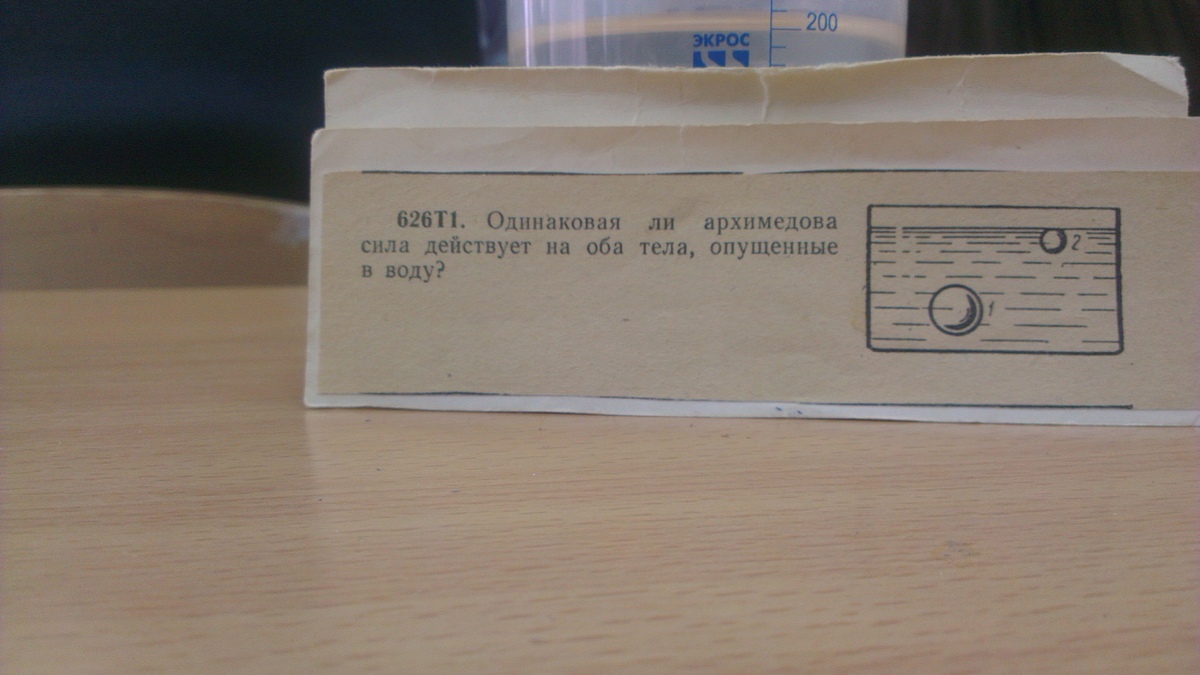 200
ЭКРОС
626Т1. Одинаковая ли архимедова
сила действует на оба тела, опущенные
в воду?
2
1